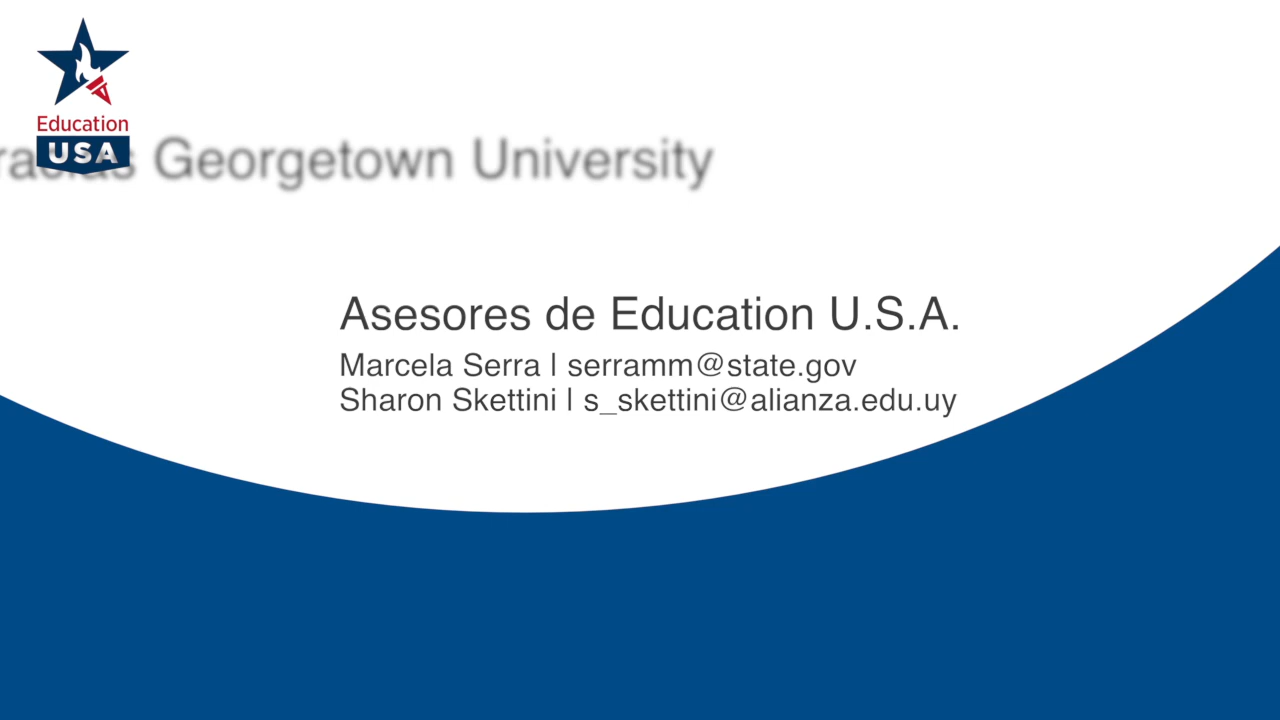 Education
USA
Georgetown University
Asesores de Education U.S.A.
Marcela Serra | serramm@state.gov
Sharon Skettini | s_skettini@alianza.edu.uy